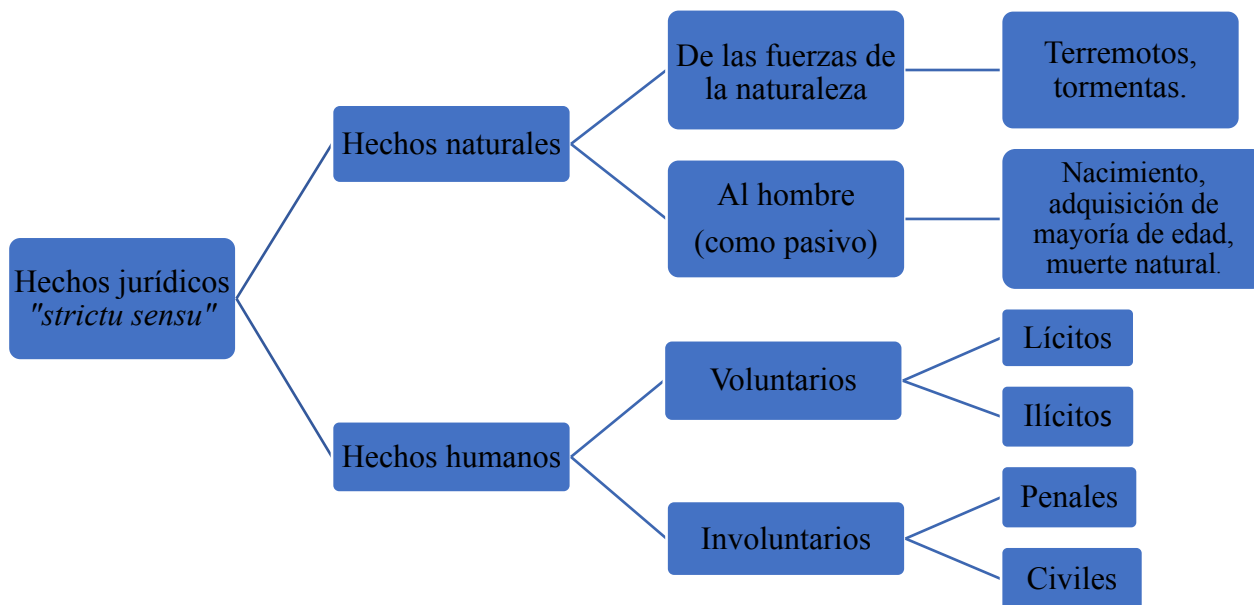 Hechos jurídicos
"strictu sensu"
Hechos naturales
De las fuerzas de
la naturaleza
Terremotos,
tormentas.
Al hombre
(como pasivo)
Nacimiento,
adquisición de
mayoría de edad,
muerte natural.
Hechos humanos
Voluntarios
Lícitos
Ilícitos
Involuntarios
Penales
Civiles